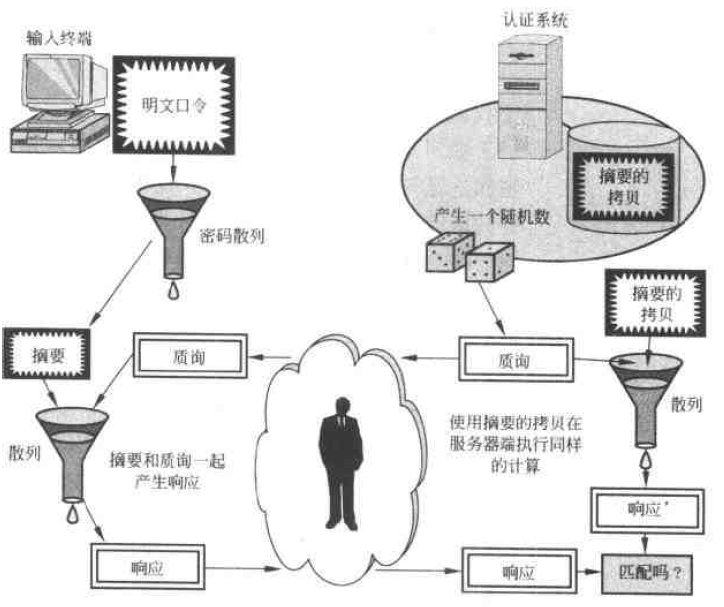 认证系统
输入终端
明文口令
摘要的
拷贝
产生一个随机数
密码散列
摘要的
拷贝
摘要
质询
质询
散列
散列
摘要和质询一起
产生响应
使用摘要的拷贝在
服务器端执行同样
的计算
响应'
响应
响应
匹配吗？